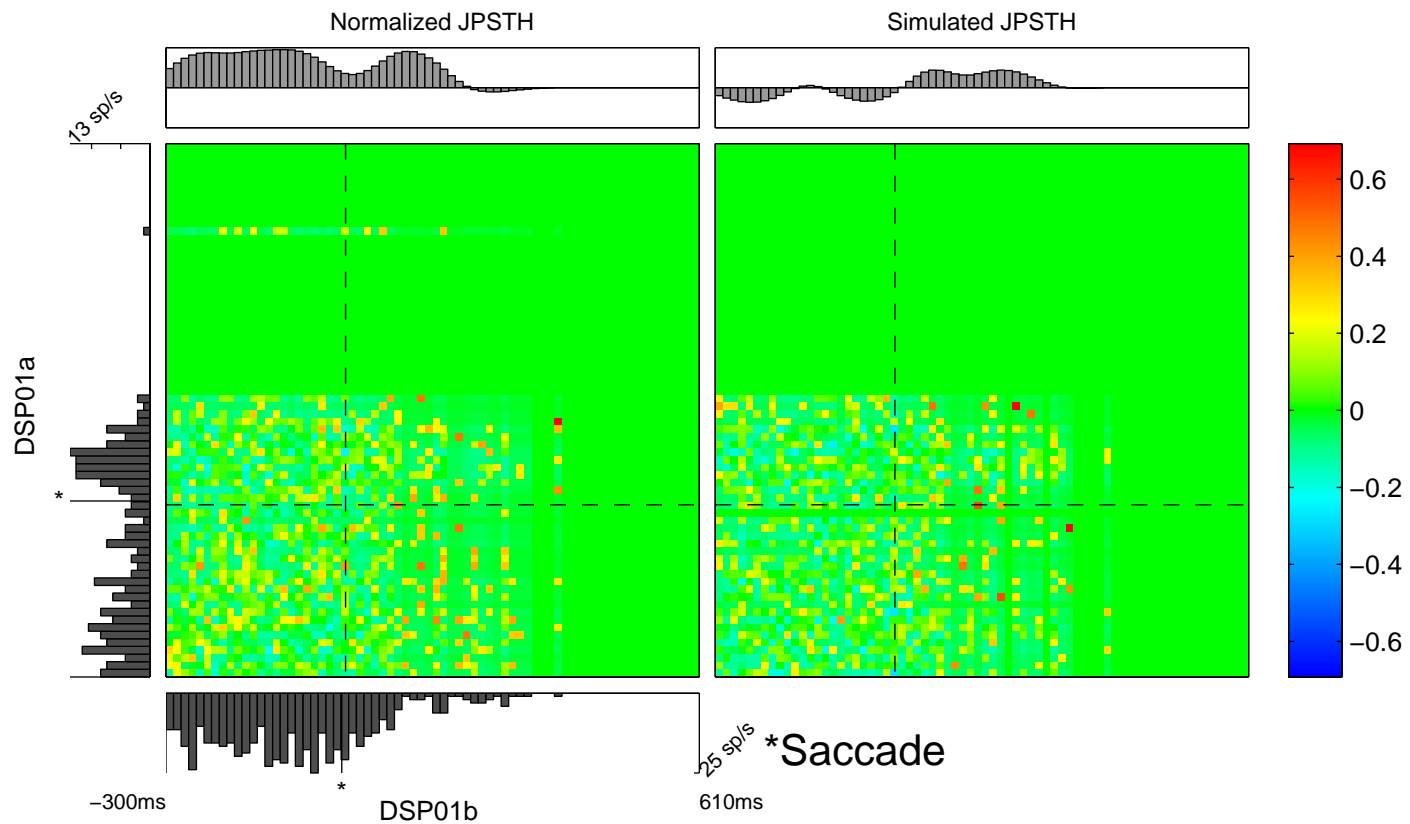 Normalized JPSTH
Simulated JPSTH
13 sp/s
DSP01a
*
0.6
0.4
0.2
0
−0.2
−0.4
−0.6
25 sp/s
*Saccade
*
−300ms
DSP01b
610ms